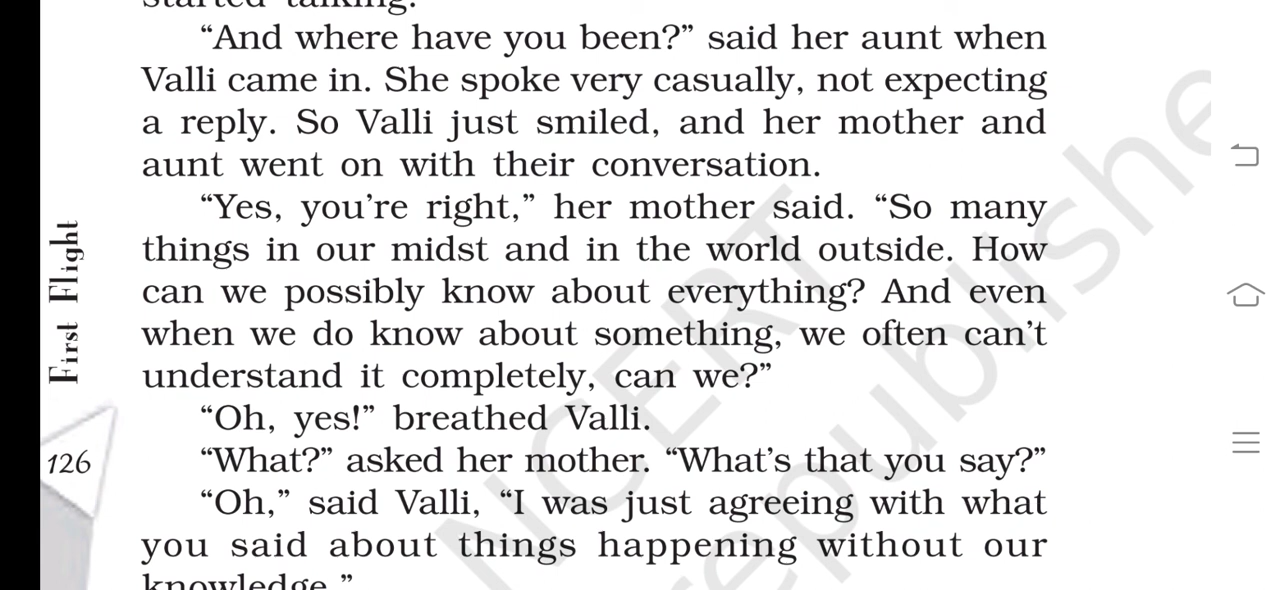 started talking.
“And where have you been?” said her aunt when
Valli came in. She spoke very casually, not expecting
a reply. So Valli just smiled, and her mother and
aunt went on with their conversation.
“Yes, you’re right,” her mother said. “So many
things in our midst and in the world outside. How
can we possibly know about everything? And even
when we do know about something, we often can’t
understand it completely, can we?”
“Oh, yes!” breathed Valli.
“What?” asked her mother. “What’s that you say?”
“Oh,” said Valli, “I was just agreeing with what
you said about things happening without our
knowledge.”
First Flight
126
NCERT
republishe